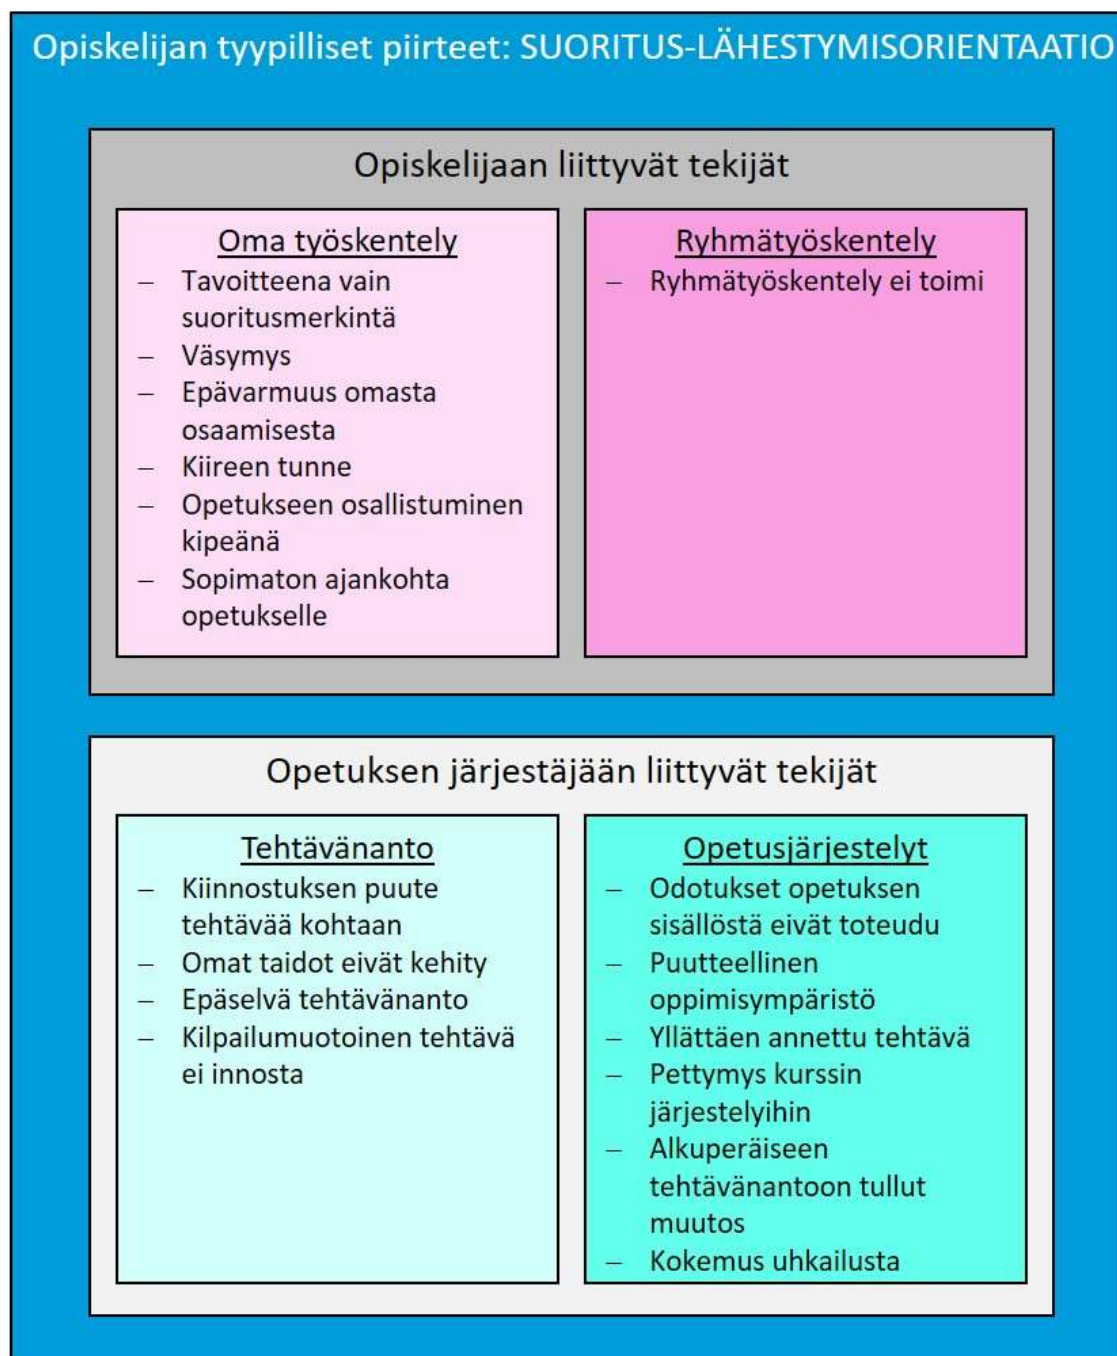 Opiskelijan tyypilliset piirteet: SUORITUS-LÄHESTYMISORIENTAATIO
Opiskelijaan liittyvät tekijät
Oma työskentely
– Tavoitteena vain
suoritusmerkintä
– Väsymys
– Epävarmuus omasta
osaamisesta
– Kiireen tunne
– Opetukseen osallistuminen
kipeänä
– Sopimaton ajankohta
opetukselle
Ryhmätyöskentely
– Ryhmätyöskentely ei toimi
Opetuksen järjestäjään liittyvät tekijät
Tehtävänanto
– Kiinnostuksen puute
tehtävää kohtaan
– Omat taidot eivät kehity
– Epäselvä tehtävänanto
– Kilpailumuotoinen tehtävä
ei innosta
Opetusjärjestelyt
– Odotukset opetuksen
sisällöstä eivät toteudu
– Puutteellinen
oppimisympäristö
– Yllättäen annettu tehtävä
– Pettymys kurssin
järjestelyihin
– Alkuperäiseen
tehtävänantoon tullut
muutos
– Kokemus uhkailusta